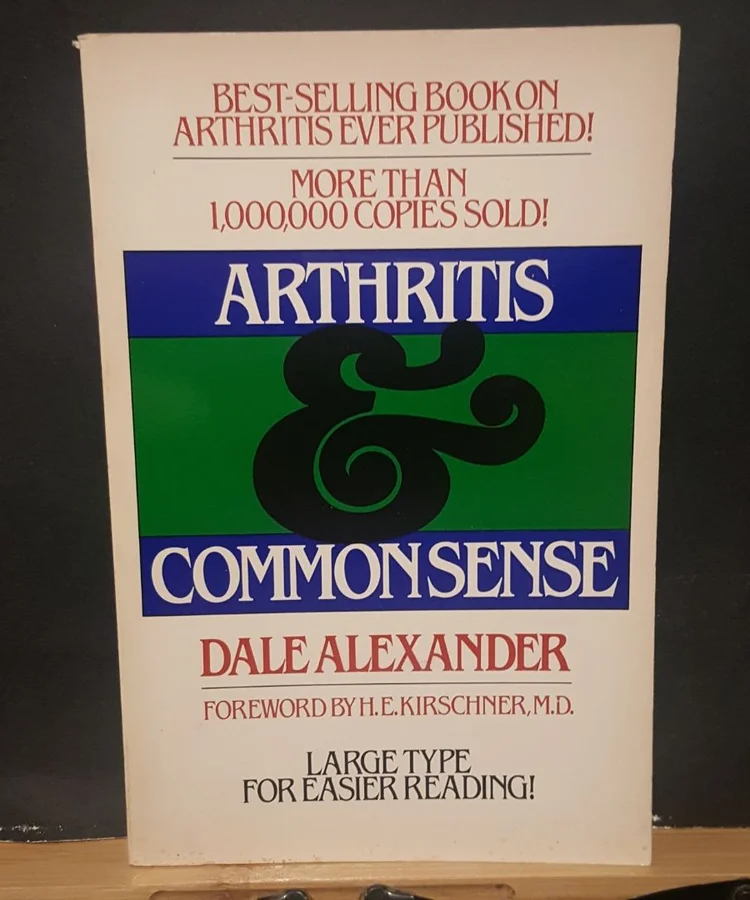 BEST-SELLING BOOK ON
ARTHRITIS EVER PUBLISHED!
MORE THAN
1,000,000 COPIES SOLD!
ARTHRITIS
&
COMMON SENSE
DALE ALEXANDER
FOREWORD BY H.E.KIRSCHNER, M.D.
LARGE TYPE
FOR EASIER READING!